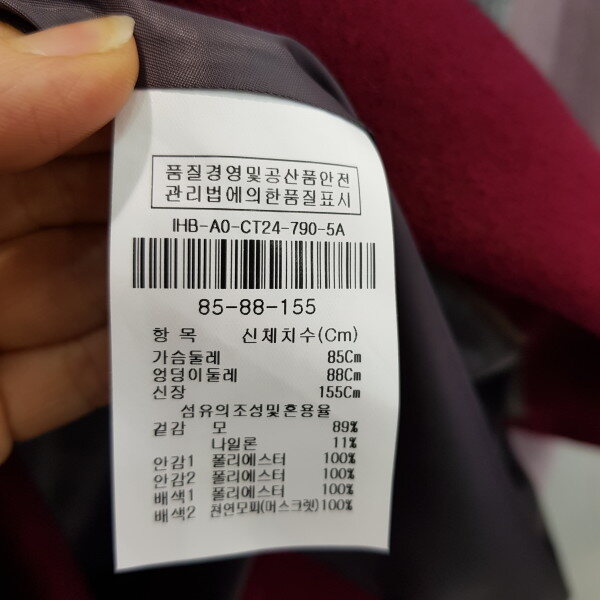 품질경영및공산품안전
관리법에의한품질표시
IHB-A0-CT24-790-5A
85-88-155
항 목 신체치수(Cm)
가슴둘레 85Cm
엉덩이둘레 88Cm
신장 155Cm
섬유의조성및혼용율
겉감 모 89%
나일론 11%
안감1 폴리에스터 100%
안감2 폴리에스터 100%
배색1 폴리에스터 100%
배색2 천연모피(머스크렛)100%